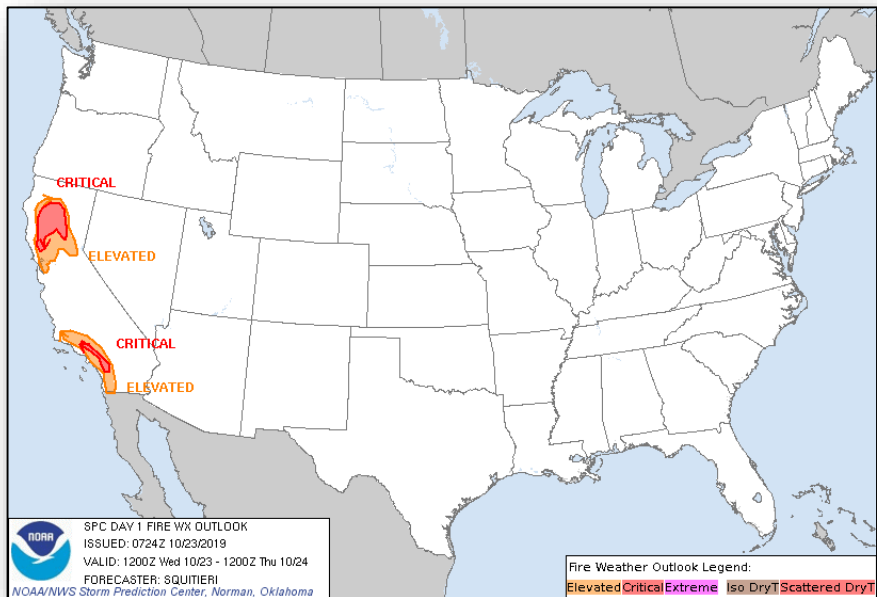 CRITICAL
ELEVATED
CRITICAL
ELEVATED
NOAA
SPC DAY 1 FIRE WX OUTLOOK
ISSUED: 0724Z 10/23/2019
VALID: 1200Z Wed 10/23 - 1200Z Thu 10/24
FORECASTER: SQUITIERI
NOAA/NWS Storm Prediction Center, Norman, Oklahoma
Fire Weather Outlook Legend:
Elevated Critical Extreme Iso DryT Scattered DryT